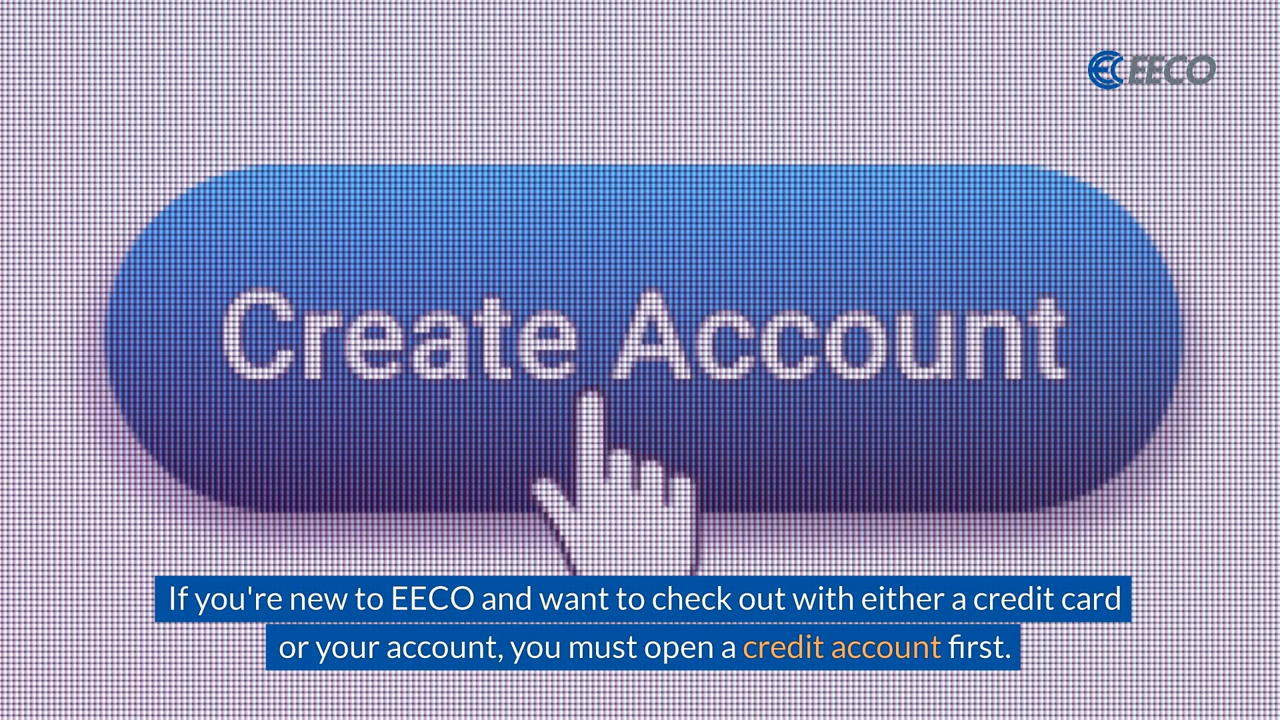 EECO
Create Account
If you're new to EECO and want to check out with either a credit card
or your account, you must open a credit account first.